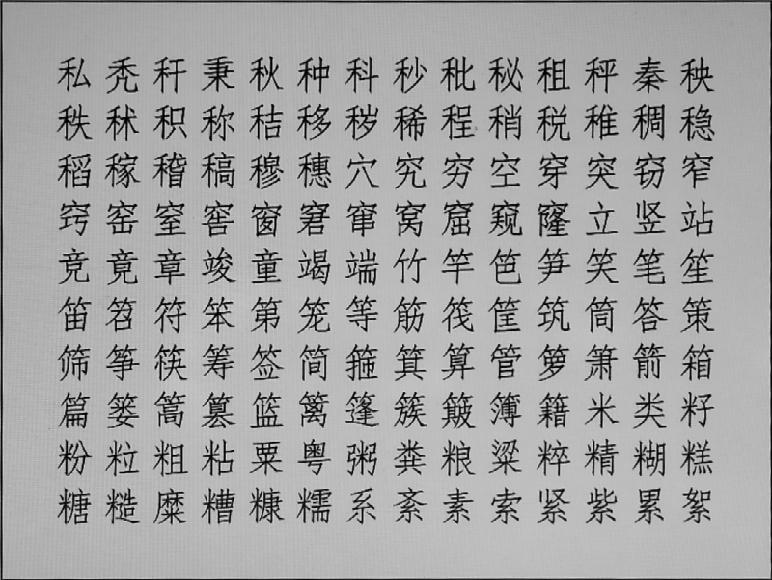 私秃秆秉秋种科秒秕秘租秤秦秧
秩秫积称秸移秽稀程稍税稚稠稳
稻稼稽稿穆穗穴究穷空穿突窃窄
窍窑窒窖窗窘窜窝窟窥窿立竖站
竞竟章竣童竭端竹竿笆笋笑笔笙
笛笤符笨第笼等筋筏筐筑筒答策
筛筝筷筹签简箍箕算管箩箫箭箱
篇篓篙篡篮篱篷簇簸簿籍米类籽
粉粒粗粘粟粤粥粪粮粱粹精糊糕
糖糙糜糟糠糯系紊素索紧紫累絮